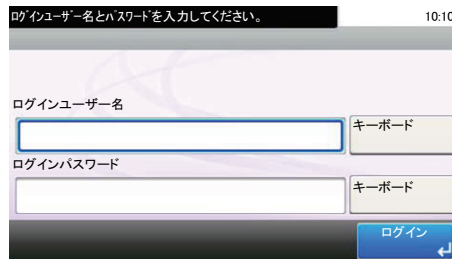 ﾛｸﾞｲﾝﾕｰｻﾞｰ名とﾊﾟｽﾜｰﾄﾞを入力してください。
10:10
ログインユーザー名
キーボード
ログインパスワード
キーボード
ログイン